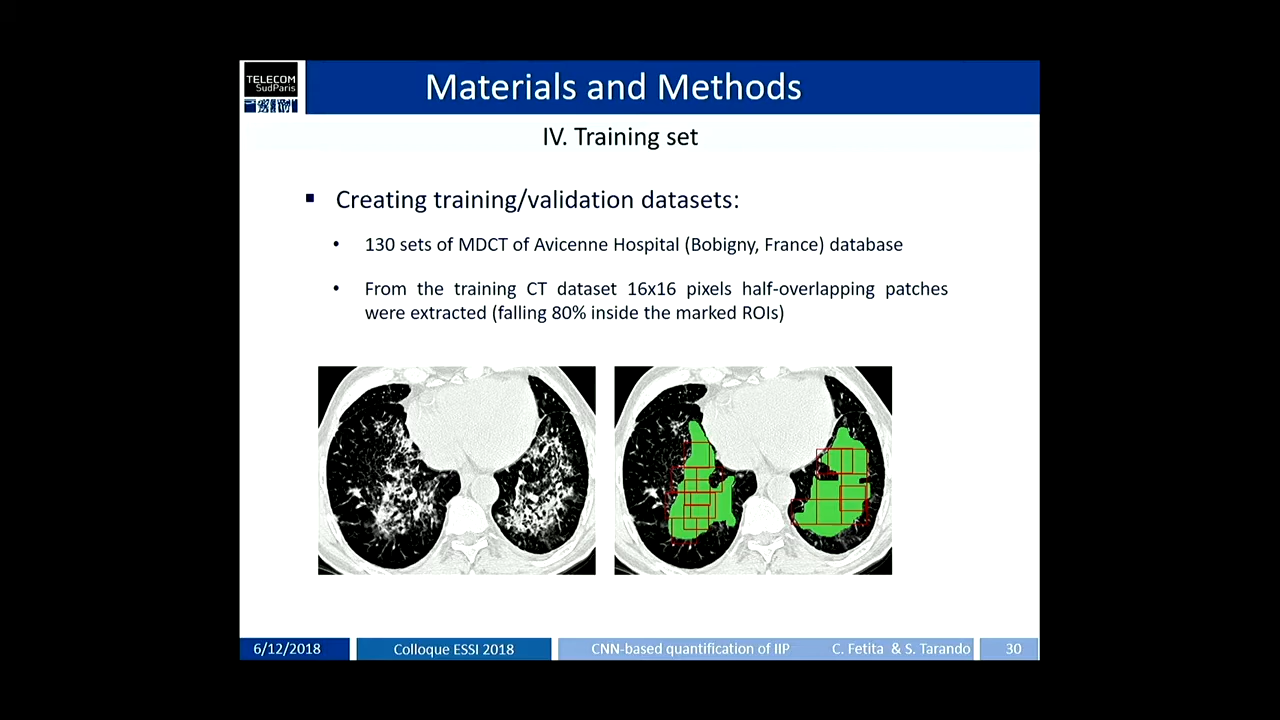 TELECOM
SudParis
Materials and Methods
IV. Training set
▪ Creating training/validation datasets:
• 130 sets of MDCT of Avicenne Hospital (Bobigny, France) database
• From the training CT dataset 16x16 pixels half-overlapping patches
were extracted (falling 80% inside the marked ROIs)
6/12/2018
Colloque ESSI 2018
CNN-based quantification of IIP
C. Fetita & S. Tarando
30